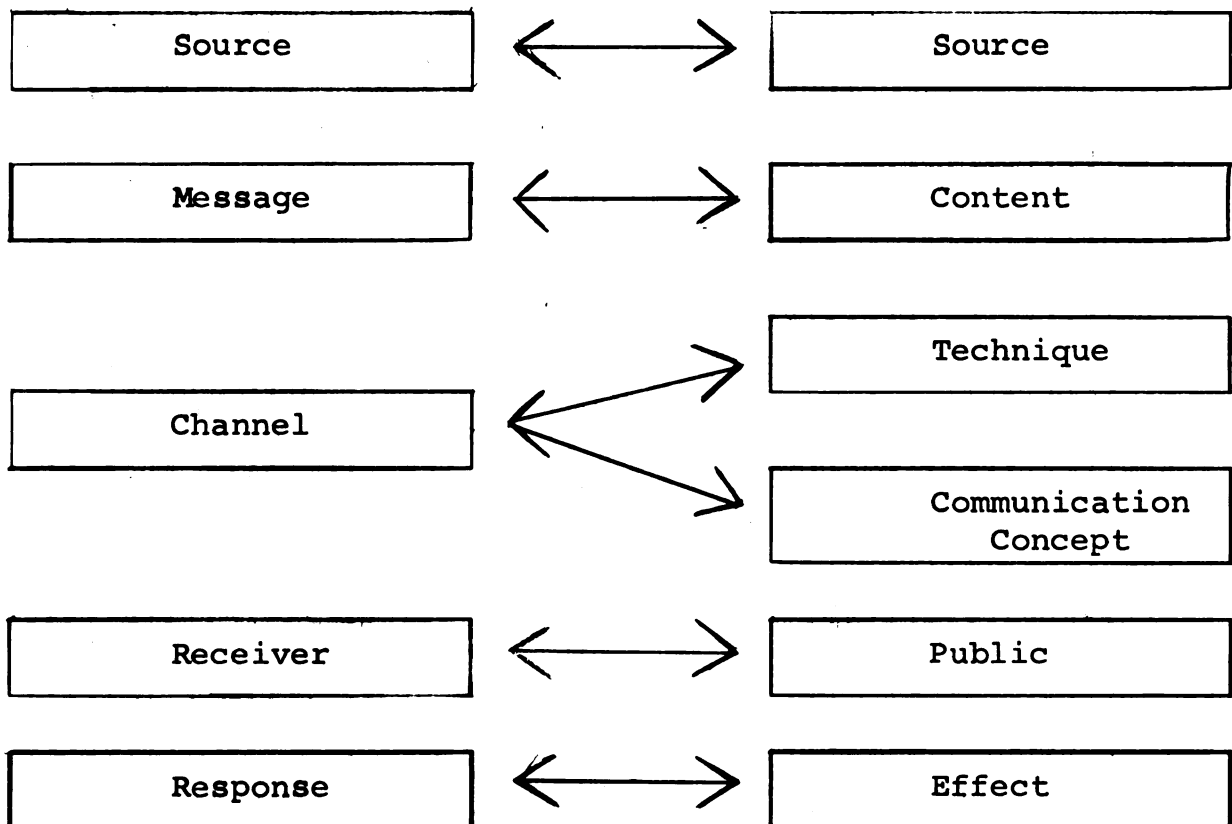 Source
Source
Message
Content
Technique
Channel
Communication
Concept
Receiver
Public
Response
Effect